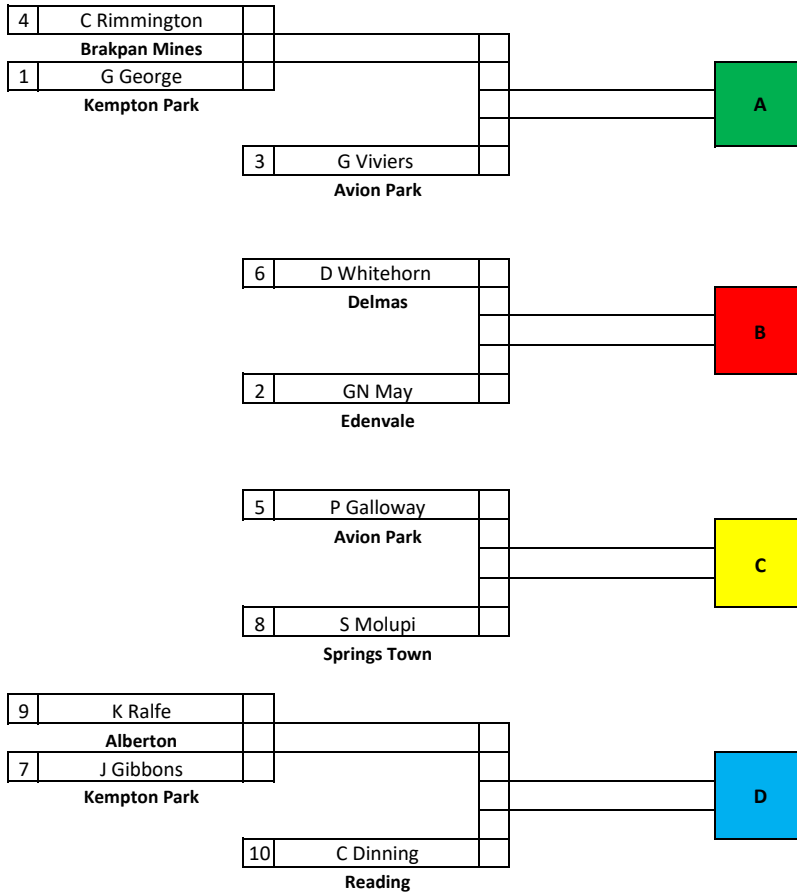 4 C Rimmington
Brakpan Mines
1 G George
Kempton Park
A
3 G Viviers
Avion Park
6 D Whitehorn
Delmas
B
2 GN May
Edenvale
5 P Galloway
Avion Park
C
8 S Molupi
Springs Town
9 K Ralfe
Alberton
7 J Gibbons
Kempton Park
D
10 C Dinning
Reading